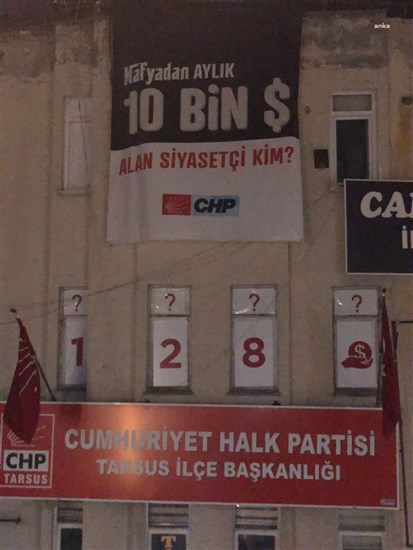 anka
Mafyadan AYLIK
10 BiN $
ALAN SİYASETÇİ KİM?
CHP
? ? ? ?
1 2 8 $
CUMHURİYET HALK PARTİSİ
TARSUS İLÇE BAŞKANLIĞI
CHP
TARSUS
T